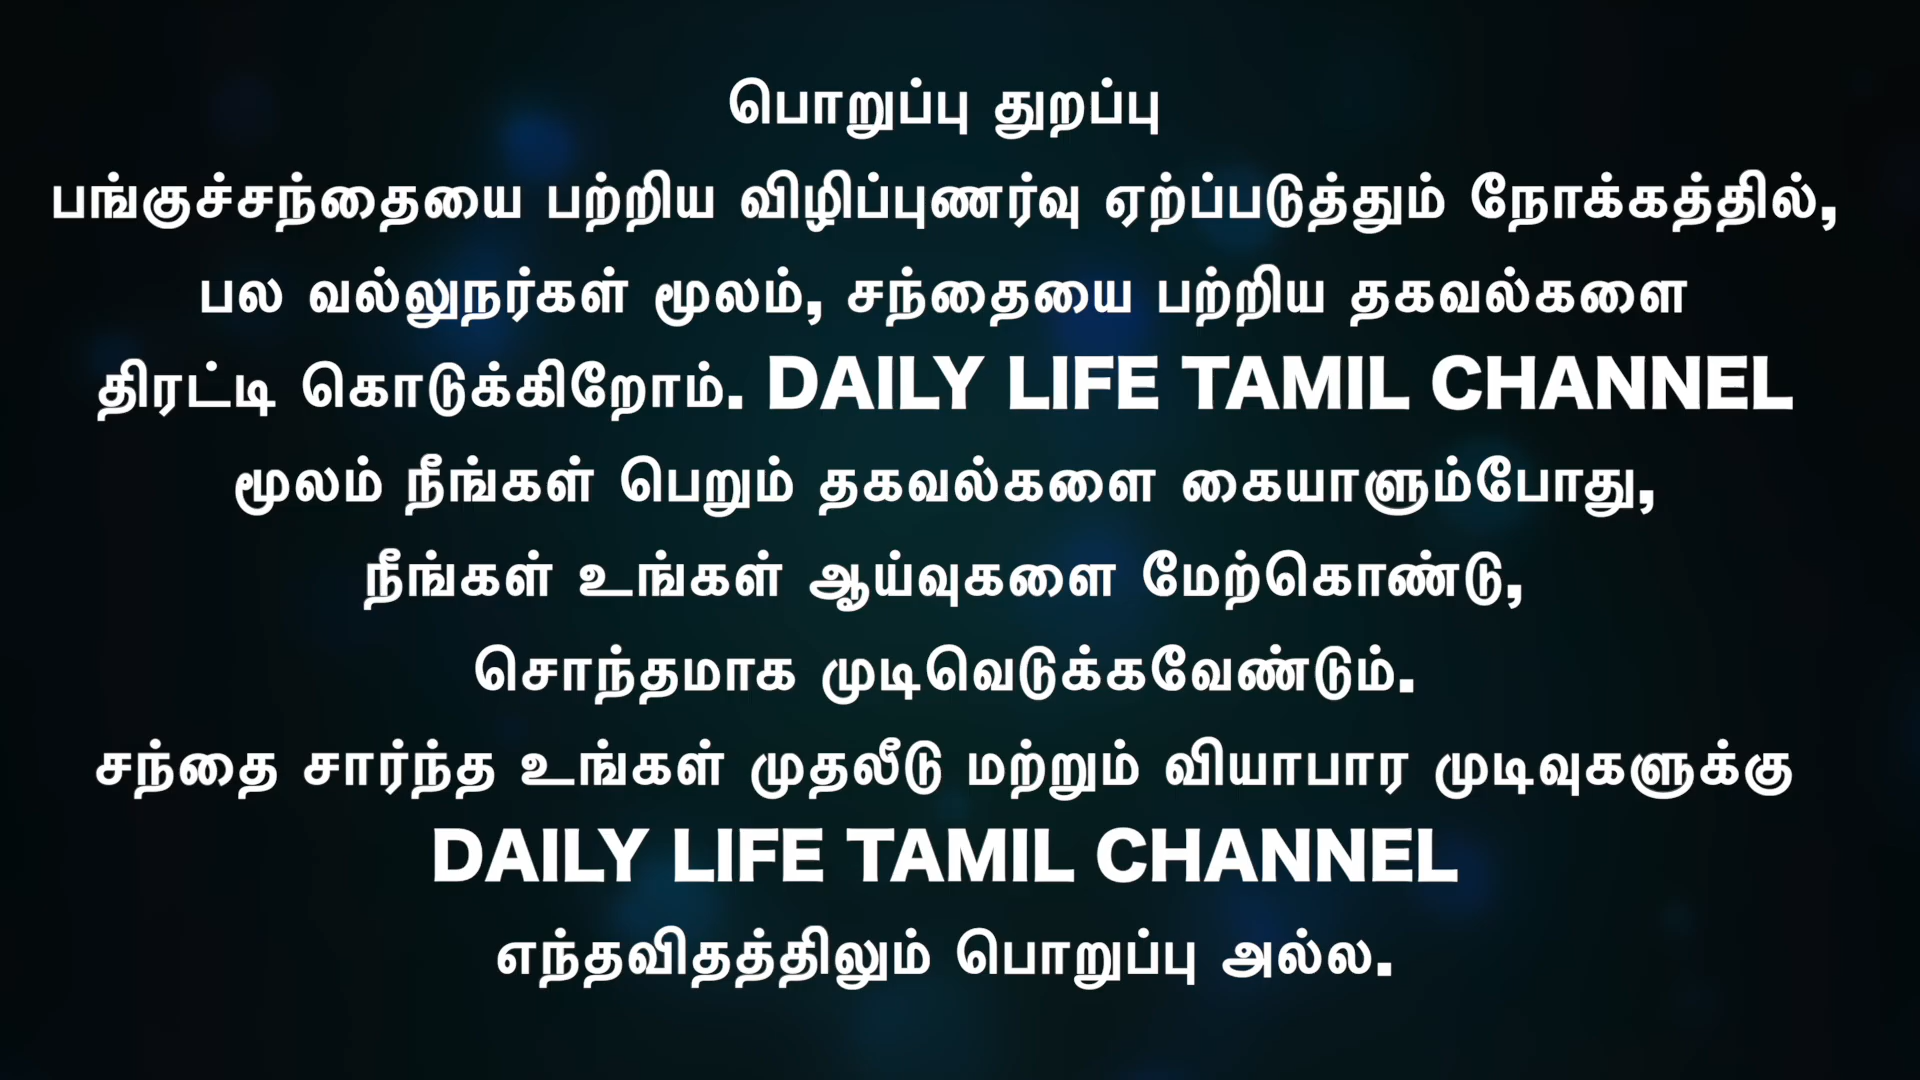 பொறுப்பு துறப்பு
பங்குச்சந்தையை பற்றிய விழிப்புணர்வு ஏற்ப்படுத்தும் நோக்கத்தில்,
பல வல்லுநர்கள் மூலம், சந்தையை பற்றிய தகவல்களை
திரட்டி கொடுக்கிறோம். DAILY LIFE TAMIL CHANNEL
மூலம் நீங்கள் பெறும் தகவல்களை கையாளும்போது,
நீங்கள் உங்கள் ஆய்வுகளை மேற்கொண்டு,
சொந்தமாக முடிவெடுக்கவேண்டும்.
சந்தை சார்ந்த உங்கள் முதலீடு மற்றும் வியாபார முடிவுகளுக்கு
DAILY LIFE TAMIL CHANNEL
எந்தவிதத்திலும் பொறுப்பு அல்ல.